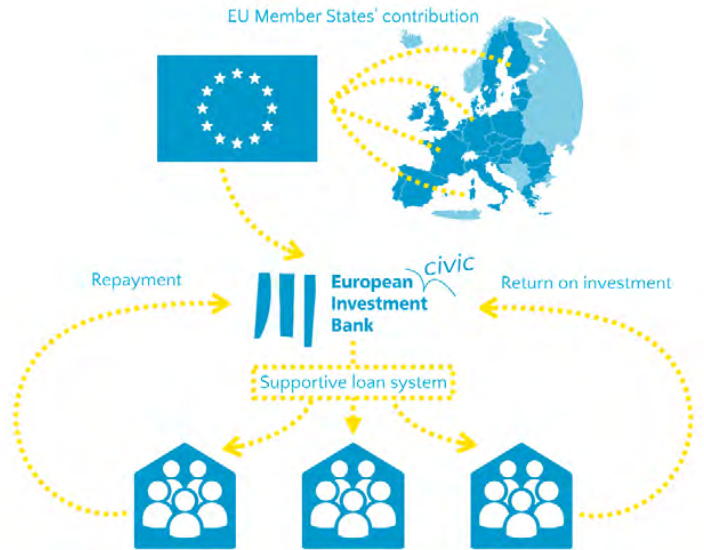 EU Member States' contribution
Repayment
civic
European
Investment
Bank
Return on investment
Supportive loan system